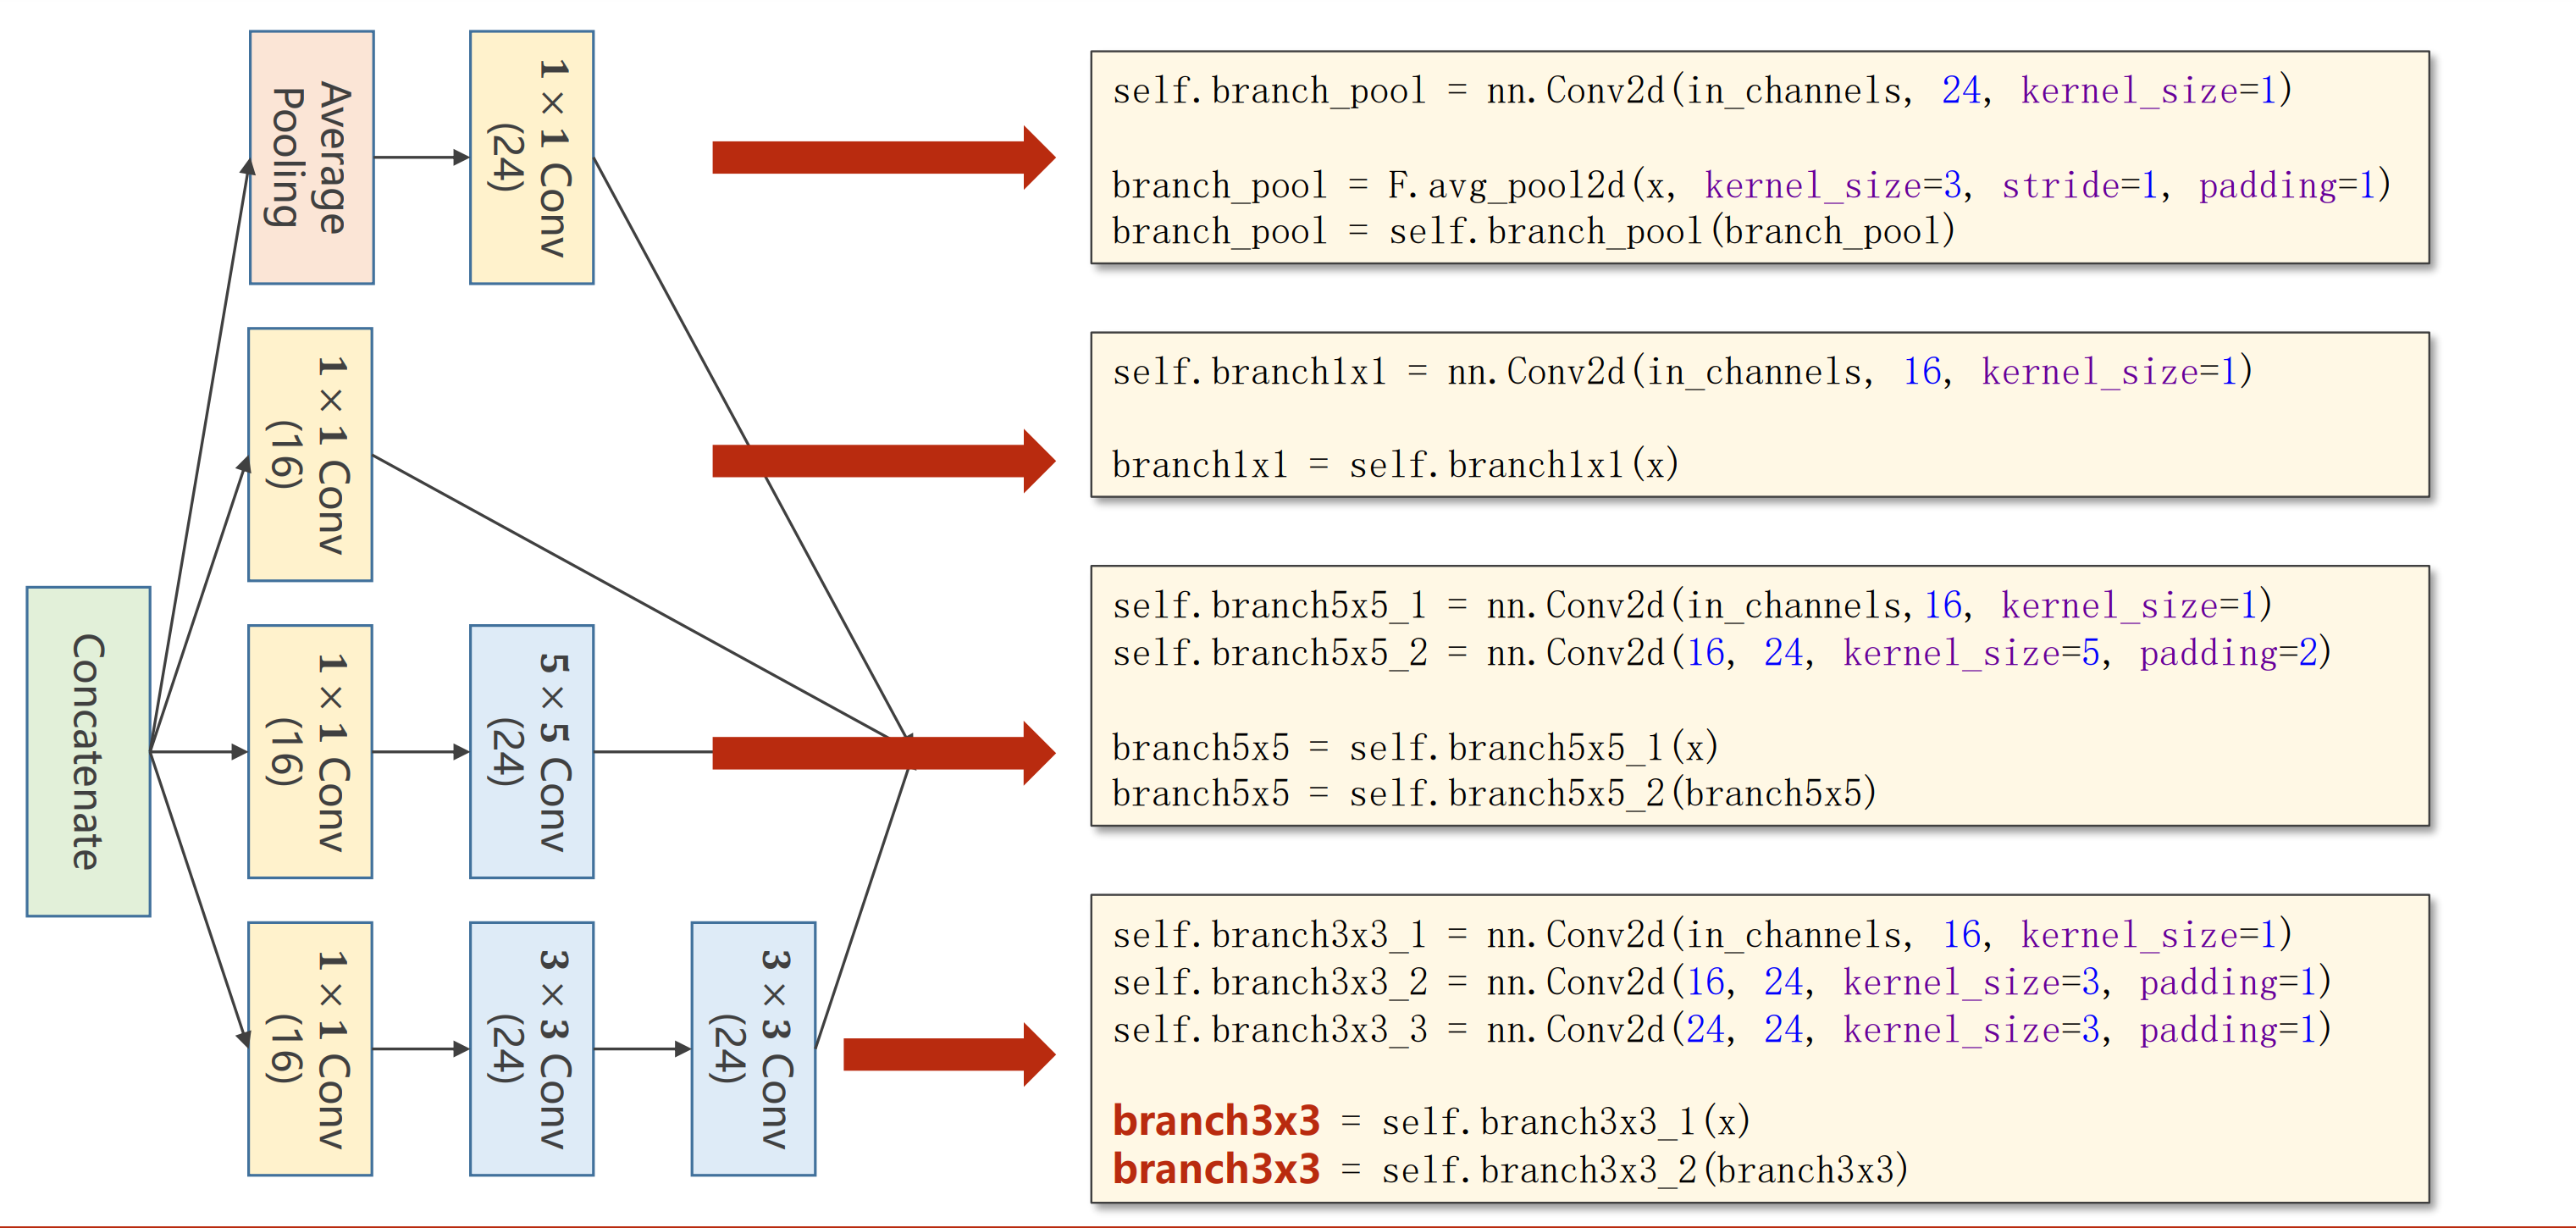 Concatenate
Average
Pooling
1×1 Conv
(24)
1×1 Conv
(16)
1×1 Conv
(16)
5×5 Conv
(24)
1×1 Conv
(16)
3×3 Conv
(24)
3×3 Conv
(24)
self.branch_pool = nn.Conv2d(in_channels, 24, kernel_size=1)
branch_pool = F.avg_pool2d(x, kernel_size=3, stride=1, padding=1)
branch_pool = self.branch_pool(branch_pool)
self.branch1x1 = nn.Conv2d(in_channels, 16, kernel_size=1)
branch1x1 = self.branch1x1(x)
self.branch5x5_1 = nn.Conv2d(in_channels,16, kernel_size=1)
self.branch5x5_2 = nn.Conv2d(16, 24, kernel_size=5, padding=2)
branch5x5 = self.branch5x5_1(x)
branch5x5 = self.branch5x5_2(branch5x5)
self.branch3x3_1 = nn.Conv2d(in_channels, 16, kernel_size=1)
self.branch3x3_2 = nn.Conv2d(16, 24, kernel_size=3, padding=1)
self.branch3x3_3 = nn.Conv2d(24, 24, kernel_size=3, padding=1)
branch3x3 = self.branch3x3_1(x)
branch3x3 = self.branch3x3_2(branch3x3)